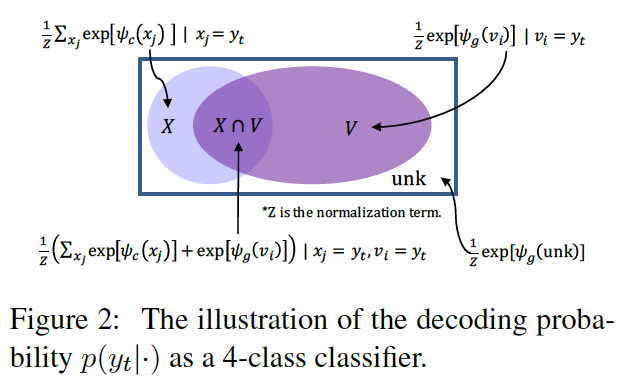 1/Z Σ_{x_j} exp[ψ_c(x_j)] | x_j = y_t
1/Z exp[ψ_g(v_i)] | v_i = y_t
X
X ∩ V
V
unk
*Z is the normalization term.
1/Z (Σ_{x_j} exp[ψ_c(x_j)] + exp[ψ_g(v_i)]) | x_j = y_t, v_i = y_t
1/Z exp[ψ_g(unk)]
Figure 2: The illustration of the decoding proba-
bility p(y_t|·) as a 4-class classifier.